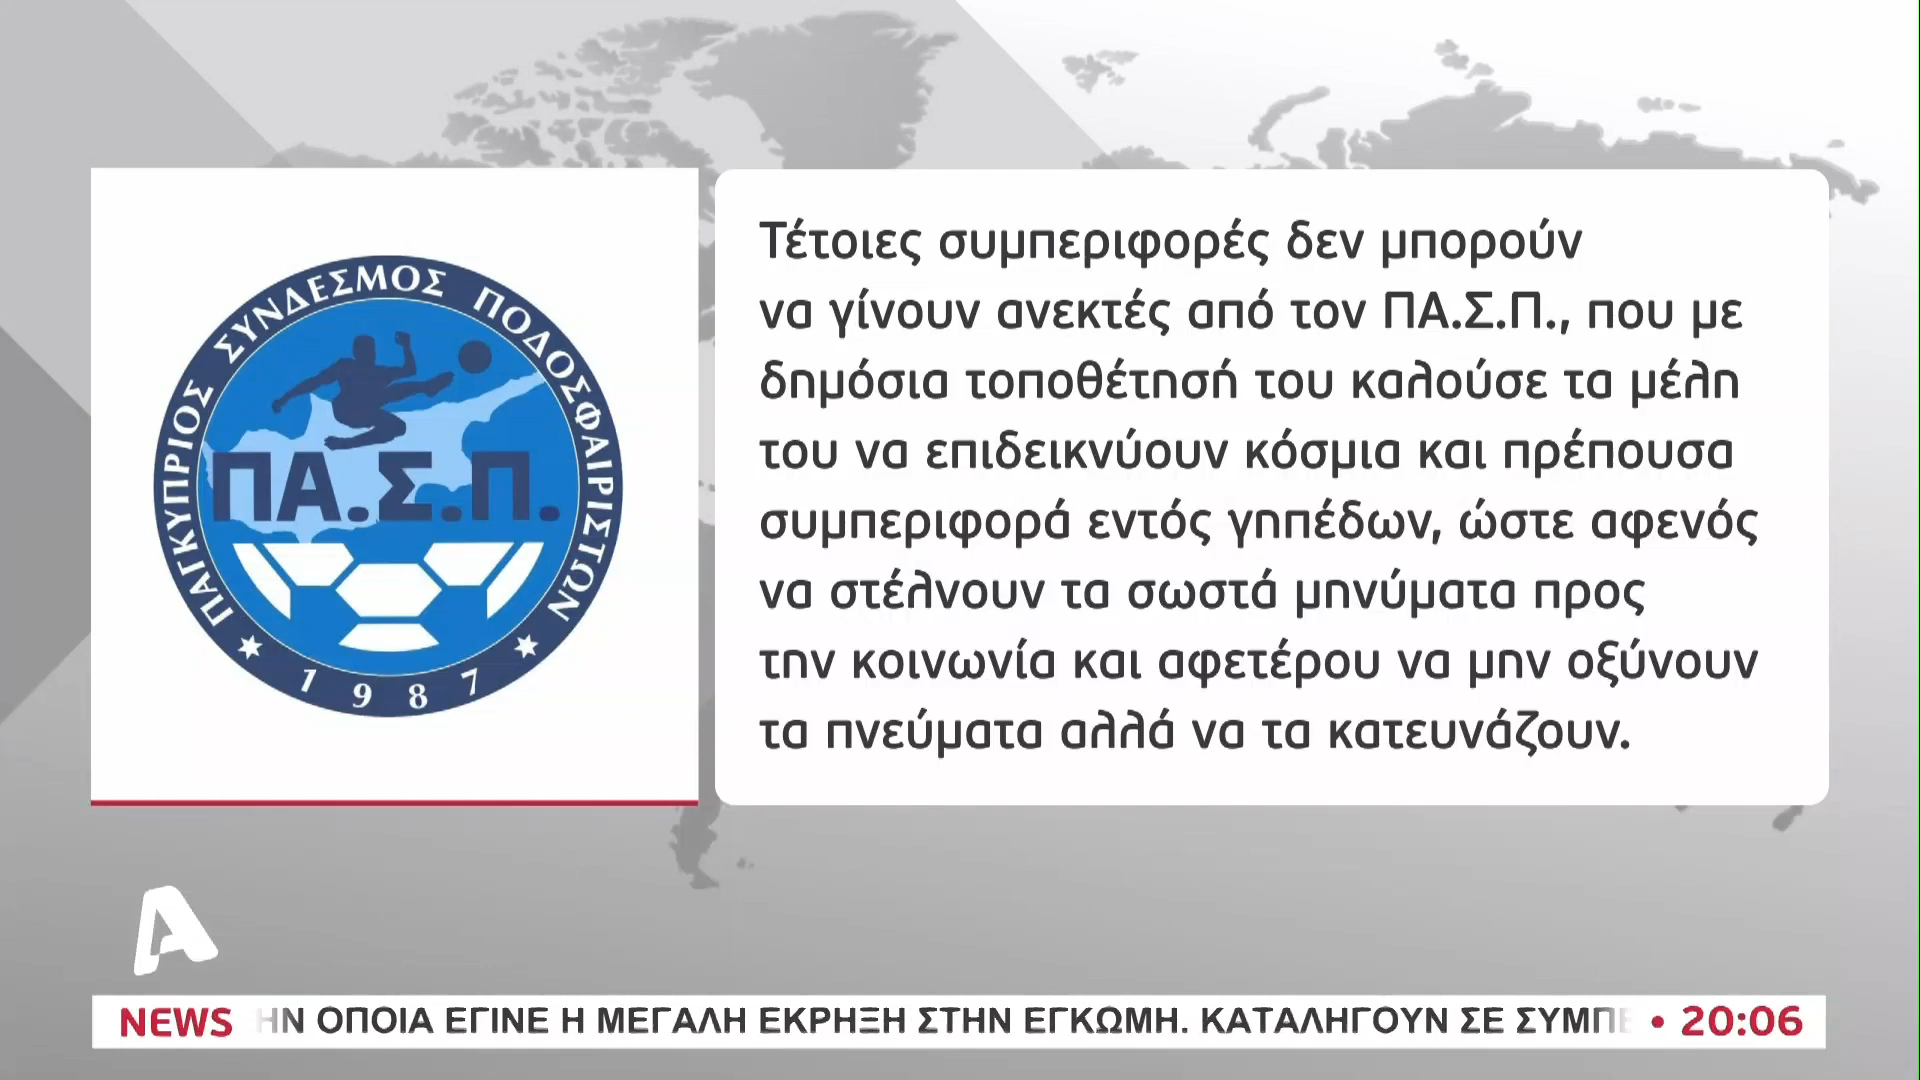 ΠΑΓΚΥΠΡΙΟΣ ΣΥΝΔΕΣΜΟΣ ΠΟΔΟΣΦΑΙΡΙΣΤΩΝ
ΠΑ.Σ.Π.
1987
Τέτοιες συμπεριφορές δεν μπορούν
να γίνουν ανεκτές από τον ΠΑ.Σ.Π., που με
δημόσια τοποθέτησή του καλούσε τα μέλη
του να επιδεικνύουν κόσμια και πρέπουσα
συμπεριφορά εντός γηπέδων, ώστε αφενός
να στέλνουν τα σωστά μηνύματα προς
την κοινωνία και αφετέρου να μην οξύνουν
τα πνεύματα αλλά να τα κατευνάζουν.
NEWS ΗΝ ΟΠΟΙΑ ΕΓΙΝΕ Η ΜΕΓΑΛΗ ΕΚΡΗΞΗ ΣΤΗΝ ΕΓΚΩΜΗ. ΚΑΤΑΛΗΓΟΥΝ ΣΕ ΣΥΜΠΕ • 20:06